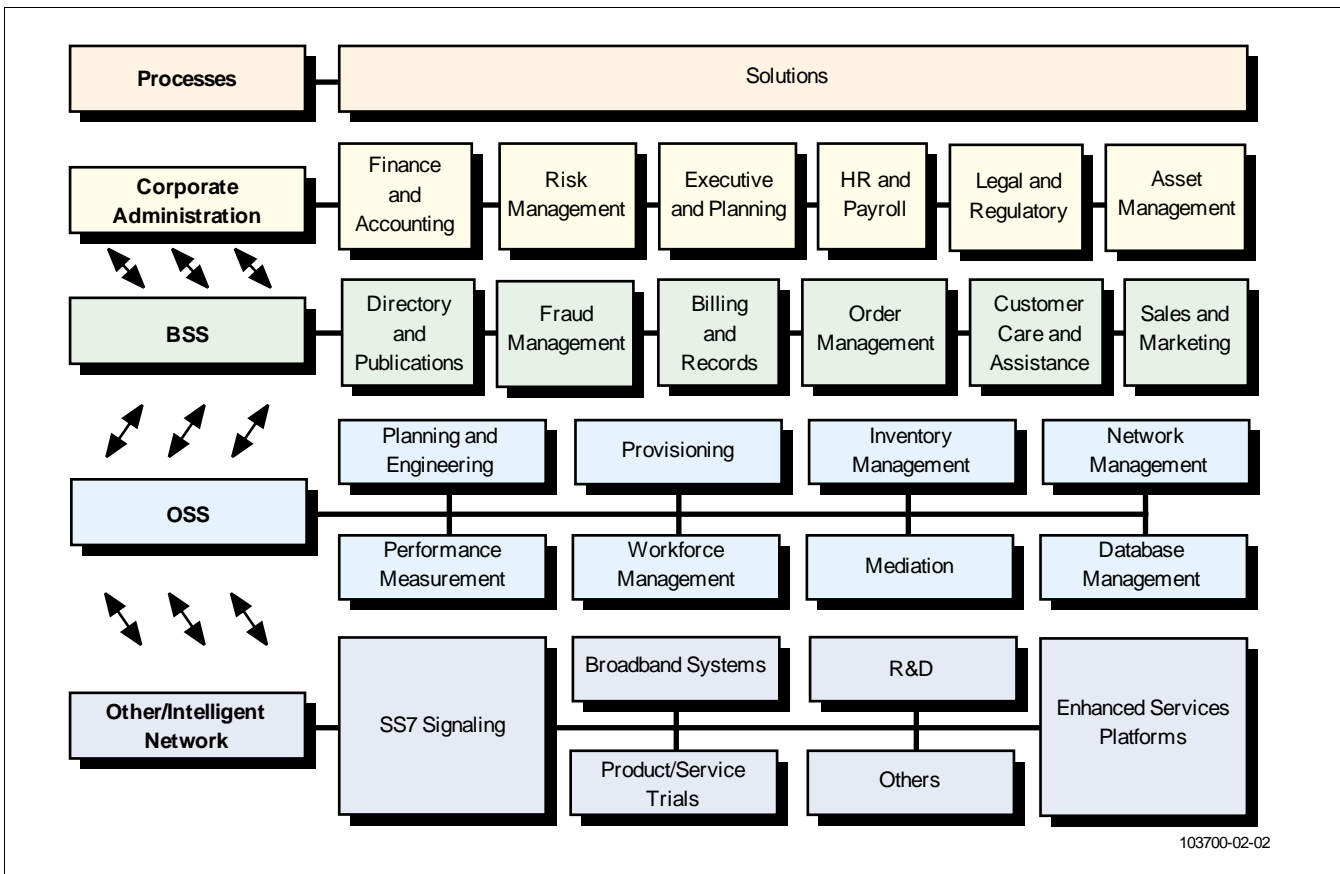 Processes
Solutions
Corporate
Administration
Finance
and
Accounting
Risk
Management
Executive
and Planning
HR and
Payroll
Legal and
Regulatory
Asset
Management
BSS
Directory
and
Publications
Fraud
Management
Billing
and
Records
Order
Management
Customer
Care and
Assistance
Sales and
Marketing
OSS
Planning and
Engineering
Provisioning
Inventory
Management
Network
Management
Performance
Measurement
Workforce
Management
Mediation
Database
Management
Other/Intelligent
Network
SS7 Signaling
Broadband Systems
R&D
Enhanced Services
Platforms
Product/Service
Trials
Others
103700-02-02